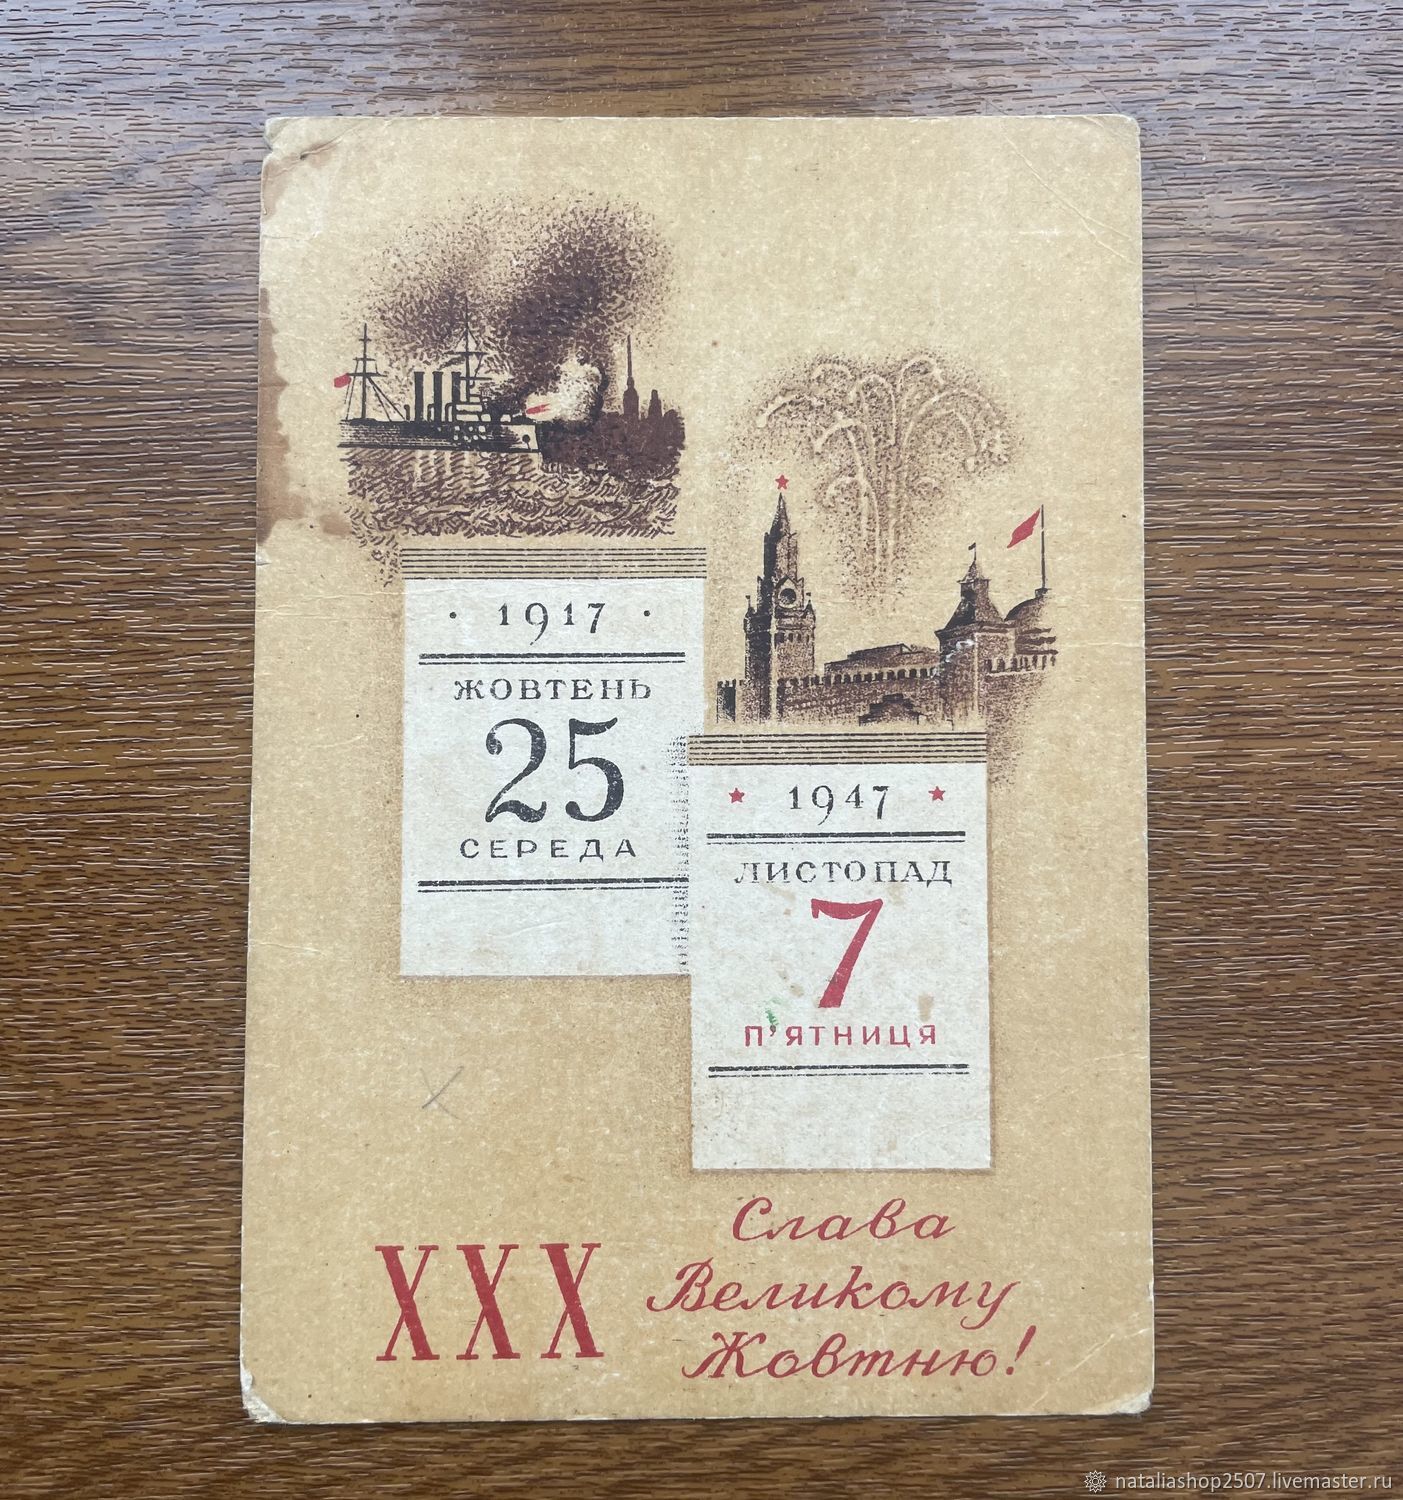 · 1917 ·
ЖОВТЕНЬ
25
СЕРЕДА
1947
ЛИСТОПАД
7
П'ЯТНИЦЯ
XXX
Слава
Великому
Жовтню!
nataliashop2507.livemaster.ru